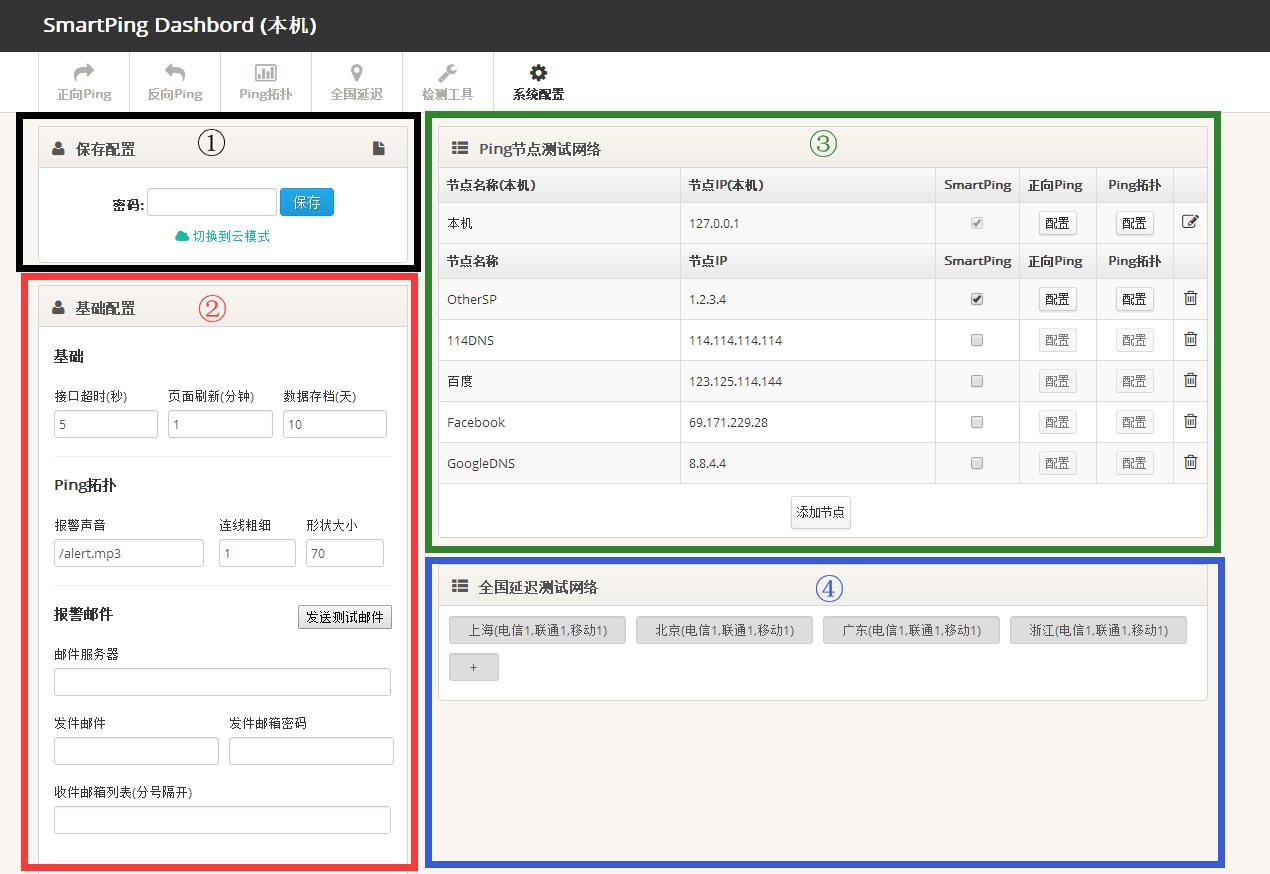 SmartPing Dashbord (本机)
正向Ping 反向Ping Ping拓扑 全国延迟 检测工具 系统配置
保存配置 ①
密码: 保存
切换到云模式
基础配置 ②
基础
接口超时(秒) 页面刷新(分钟) 数据存档(天)
5 1 10
Ping拓扑
报警声音 连线粗细 形状大小
/alert.mp3 1 70
报警邮件 发送测试邮件
邮件服务器
发件邮件 发件邮箱密码
收件邮箱列表(分号隔开)
Ping节点测试网络 ③
节点名称(本机) 节点IP(本机) SmartPing 正向Ping Ping拓扑
本机 127.0.0.1 配置 配置
节点名称 节点IP SmartPing 正向Ping Ping拓扑
OtherSP 1.2.3.4 配置 配置
114DNS 114.114.114.114 配置 配置
百度 123.125.114.144 配置 配置
Facebook 69.171.229.28 配置 配置
GoogleDNS 8.8.4.4 配置 配置
添加节点
全国延迟测试网络 ④
上海(电信1,联通1,移动1) 北京(电信1,联通1,移动1) 广东(电信1,联通1,移动1) 浙江(电信1,联通1,移动1)
+